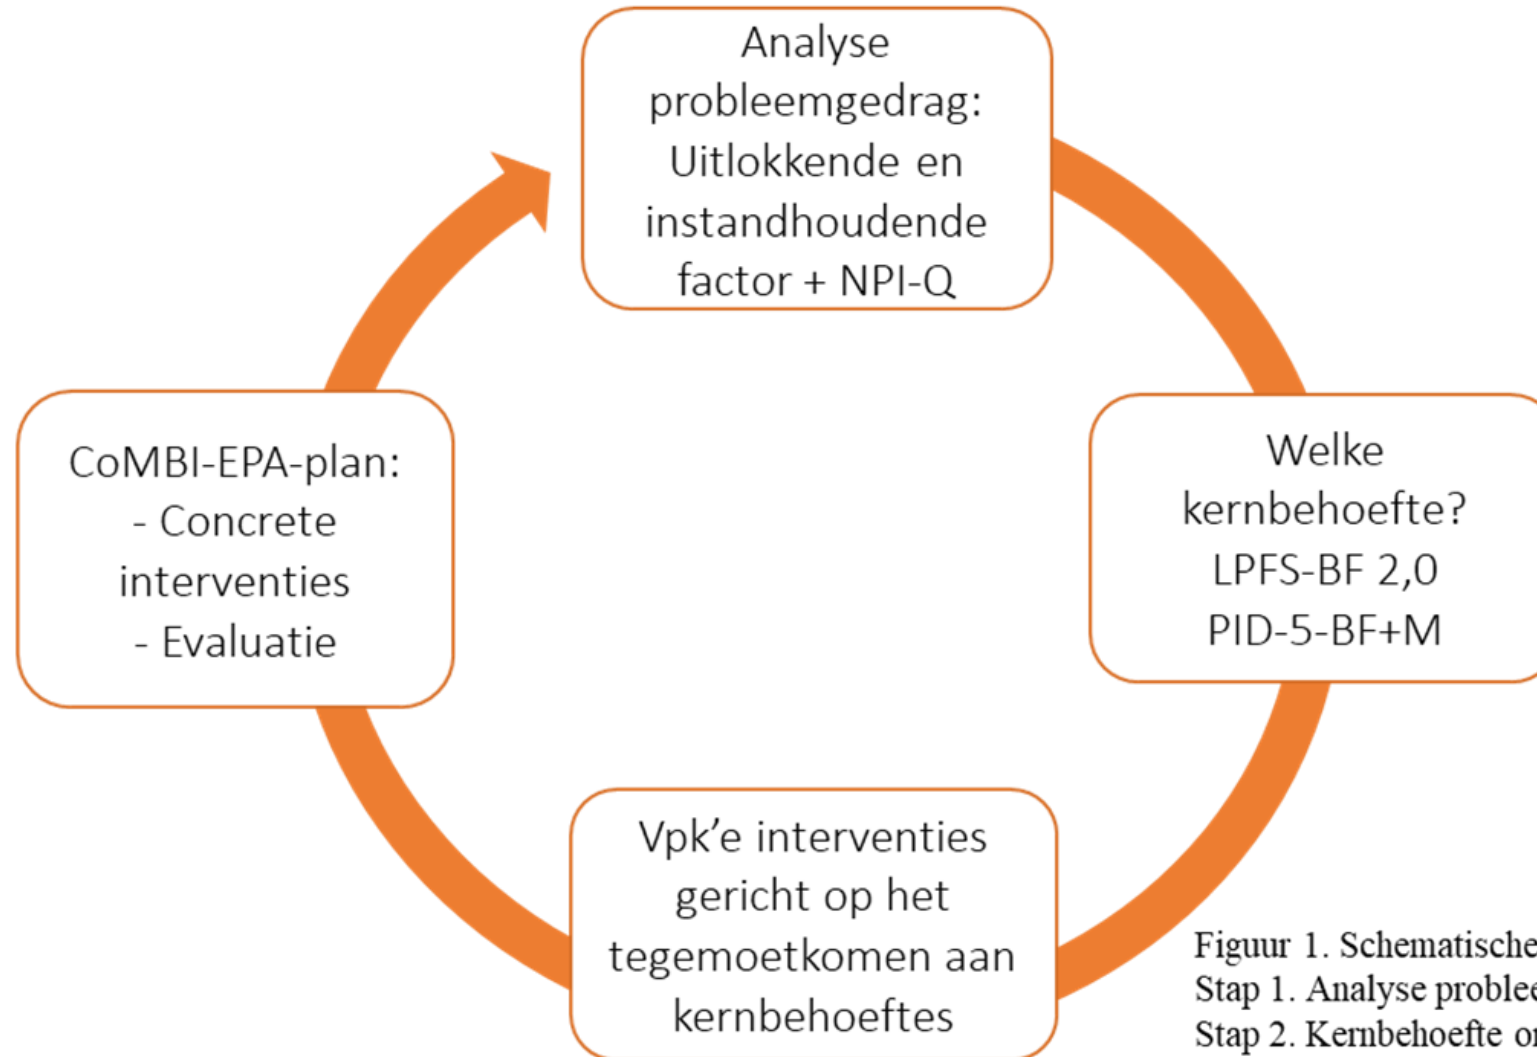 Analyse
probleemgedrag:
Uitlokkende en
instandhoudende
factor + NPI-Q
Welke
kernbehoefte?
LPFS-BF 2,0
PID-5-BF+M
Vpk'e interventies
gericht op het
tegemoetkomen aan
kernbehoeftes
CoMBI-EPA-plan:
- Concrete
interventies
- Evaluatie
Figuur 1. Schematische
Stap 1. Analyse problee
Stap 2. Kernbehoefte o